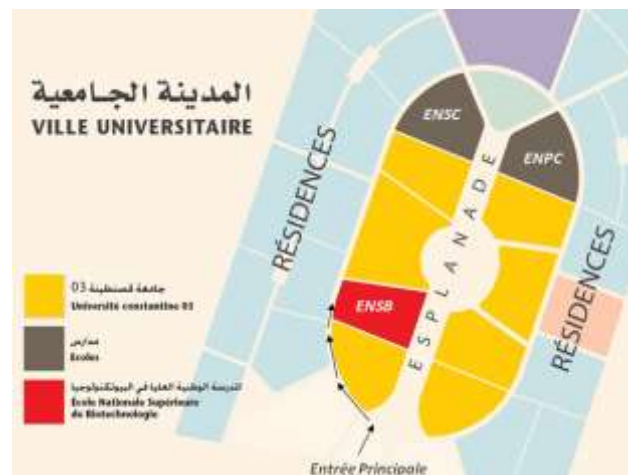 المدينة الجامعية
VILLE UNIVERSITAIRE
ENSC
ENPC
RÉSIDENCES
ESPLANADE
ENSB
RÉSIDENCES
جامعة قسنطينة 03
Université constantine 03
مدارس
Ecoles
المدرسة الوطنية العليا في البيوتكنولوجيا
Ecole Nationale Supérieure
de Biotechnologie
Entrée Principale